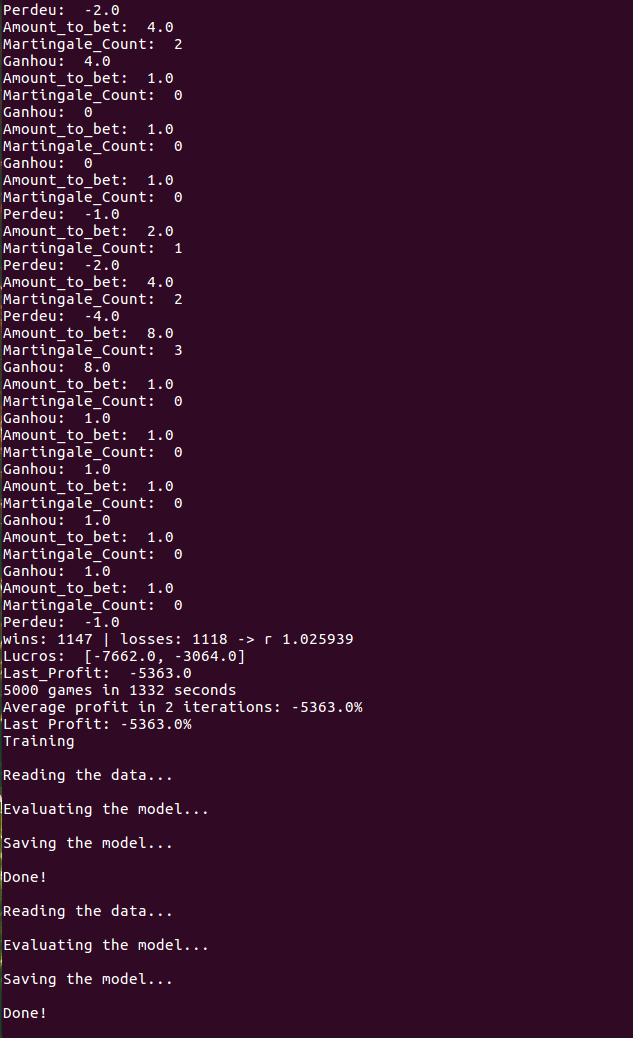 Perdeu:  -2.0
Amount_to_bet:  4.0
Martingale_Count:  2
Ganhou:  4.0
Amount_to_bet:  1.0
Martingale_Count:  0
Ganhou:  0
Amount_to_bet:  1.0
Martingale_Count:  0
Ganhou:  0
Amount_to_bet:  1.0
Martingale_Count:  0
Perdeu:  -1.0
Amount_to_bet:  2.0
Martingale_Count:  1
Perdeu:  -2.0
Amount_to_bet:  4.0
Martingale_Count:  2
Perdeu:  -4.0
Amount_to_bet:  8.0
Martingale_Count:  3
Ganhou:  8.0
Amount_to_bet:  1.0
Martingale_Count:  0
Ganhou:  1.0
Amount_to_bet:  1.0
Martingale_Count:  0
Ganhou:  1.0
Amount_to_bet:  1.0
Martingale_Count:  0
Ganhou:  1.0
Amount_to_bet:  1.0
Martingale_Count:  0
Ganhou:  1.0
Amount_to_bet:  1.0
Martingale_Count:  0
Perdeu:  -1.0
wins: 1147 | losses: 1118 -> r 1.025939
Lucros:  [-7662.0, -3064.0]
Last_Profit:  -5363.0
5000 games in 1332 seconds
Average profit in 2 iterations: -5363.0%
Last Profit: -5363.0%
Training
Reading the data...
Evaluating the model...
Saving the model...
Done!
Reading the data...
Evaluating the model...
Saving the model...
Done!